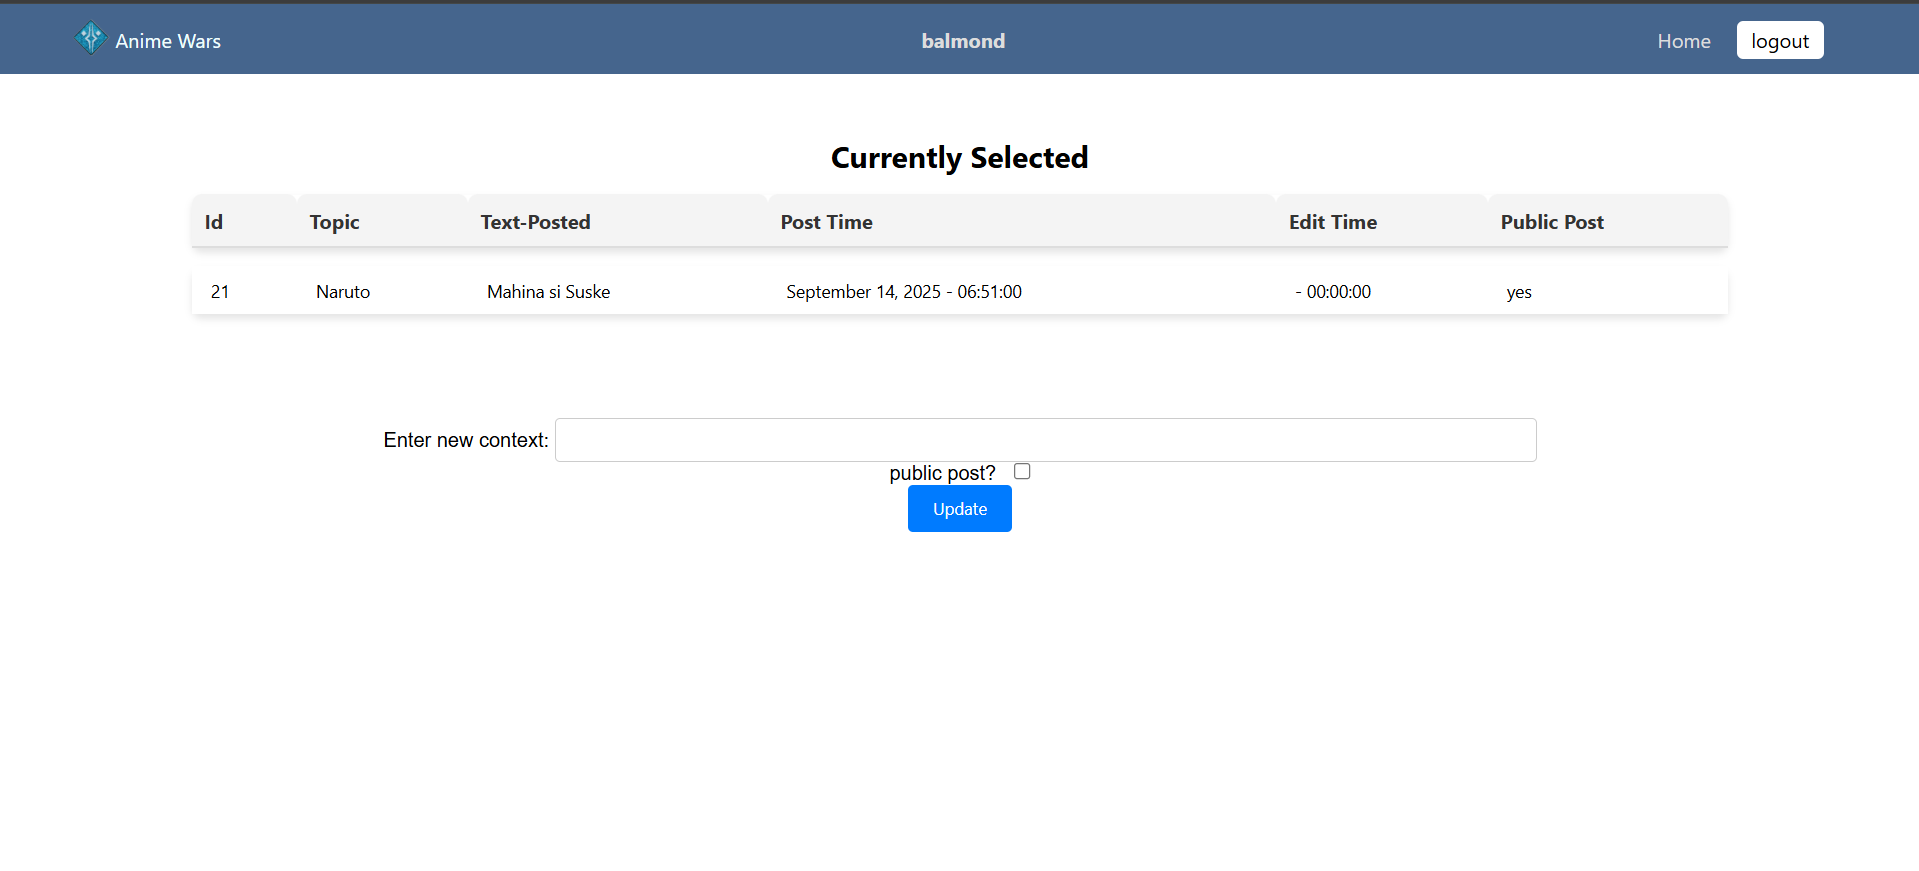 Anime Wars balmond Home logout
Currently Selected
Id Topic Text-Posted Post Time Edit Time Public Post
21 Naruto Mahina si Suske September 14, 2025 - 06:51:00 - 00:00:00 yes
Enter new context:
public post?
Update